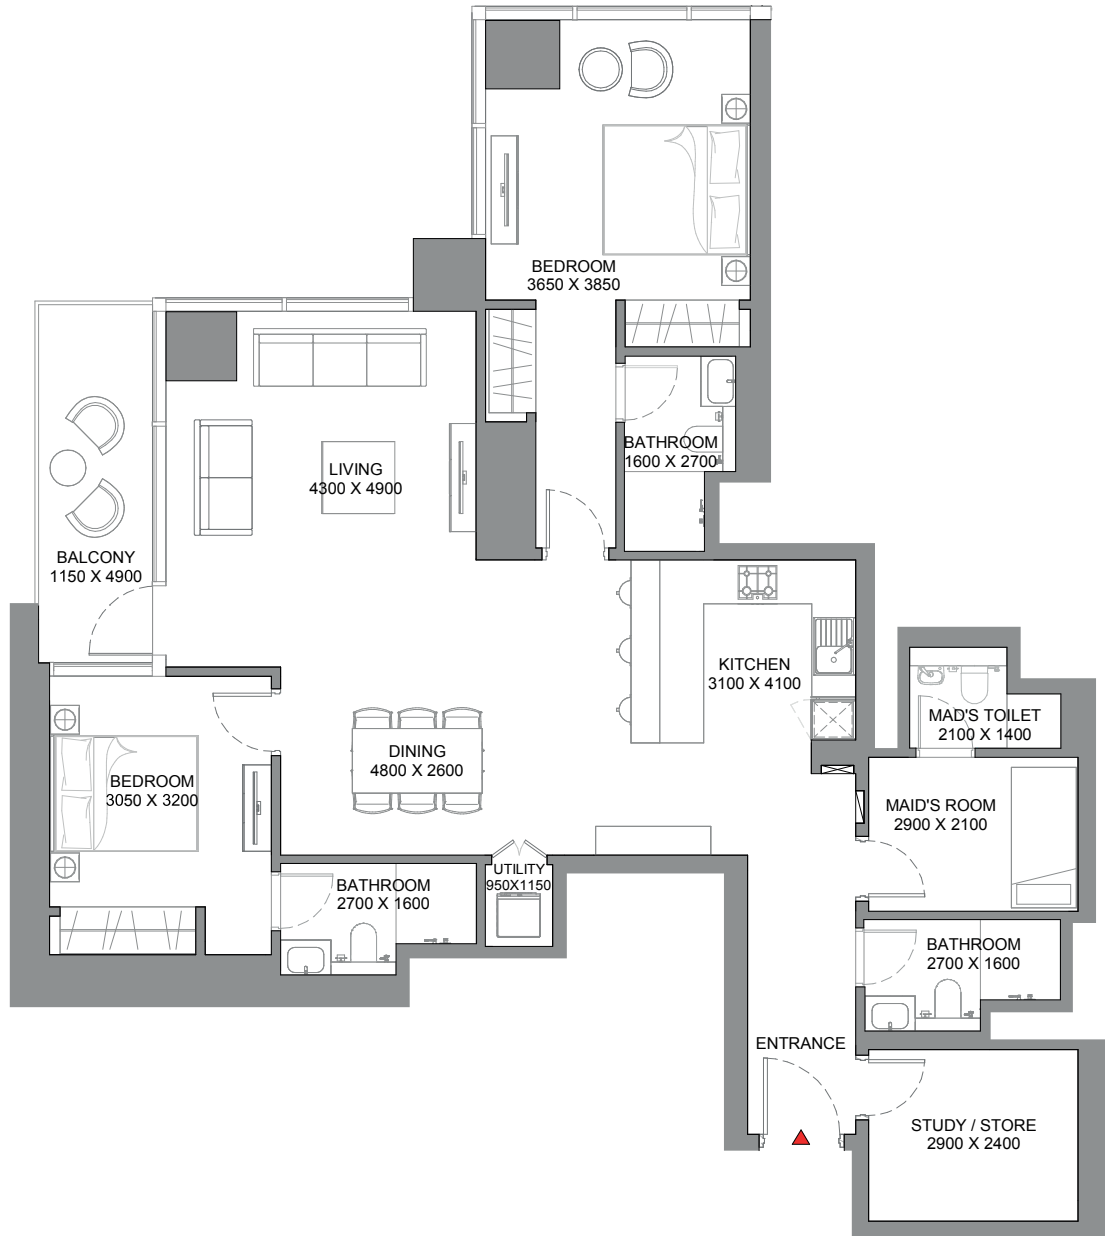 BEDROOM
3650 X 3850
BATHROOM
1600 X 2700
LIVING
4300 X 4900
BALCONY
1150 X 4900
KITCHEN
3100 X 4100
MAD'S TOILET
2100 X 1400
DINING
4800 X 2600
BEDROOM
3050 X 3200
MAID'S ROOM
2900 X 2100
UTILITY
950X1150
BATHROOM
2700 X 1600
BATHROOM
2700 X 1600
ENTRANCE
STUDY / STORE
2900 X 2400